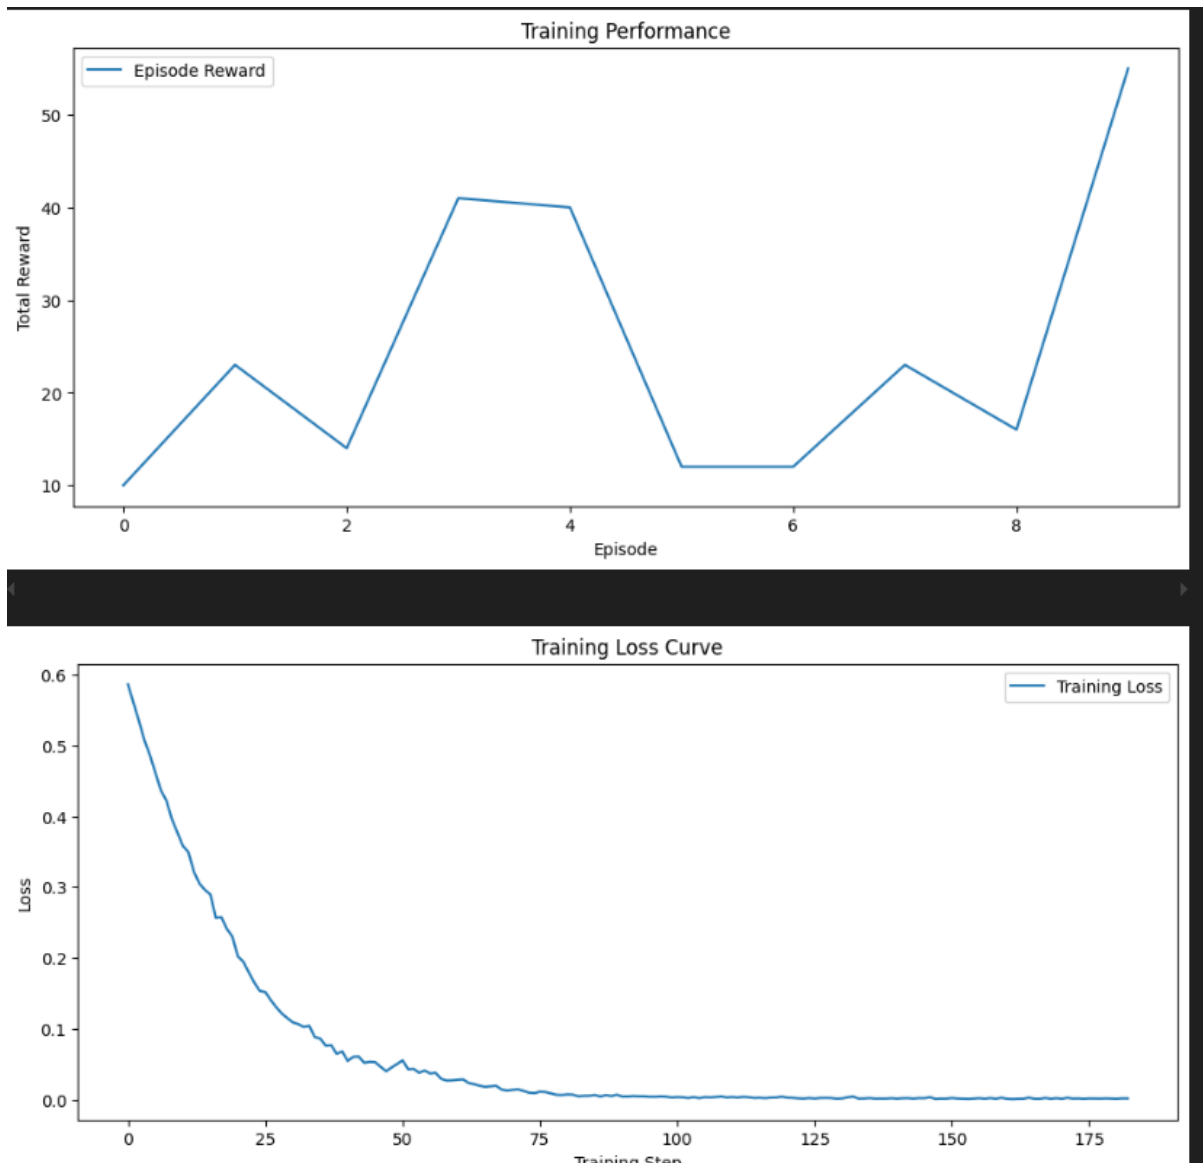 Training Performance
Episode Reward
50
40
30
20
10
Total Reward
0 2 4 6 8
Episode
Training Loss Curve
Training Loss
0.6
0.5
0.4
0.3
0.2
0.1
0.0
Loss
0 25 50 75 100 125 150 175
Training Step